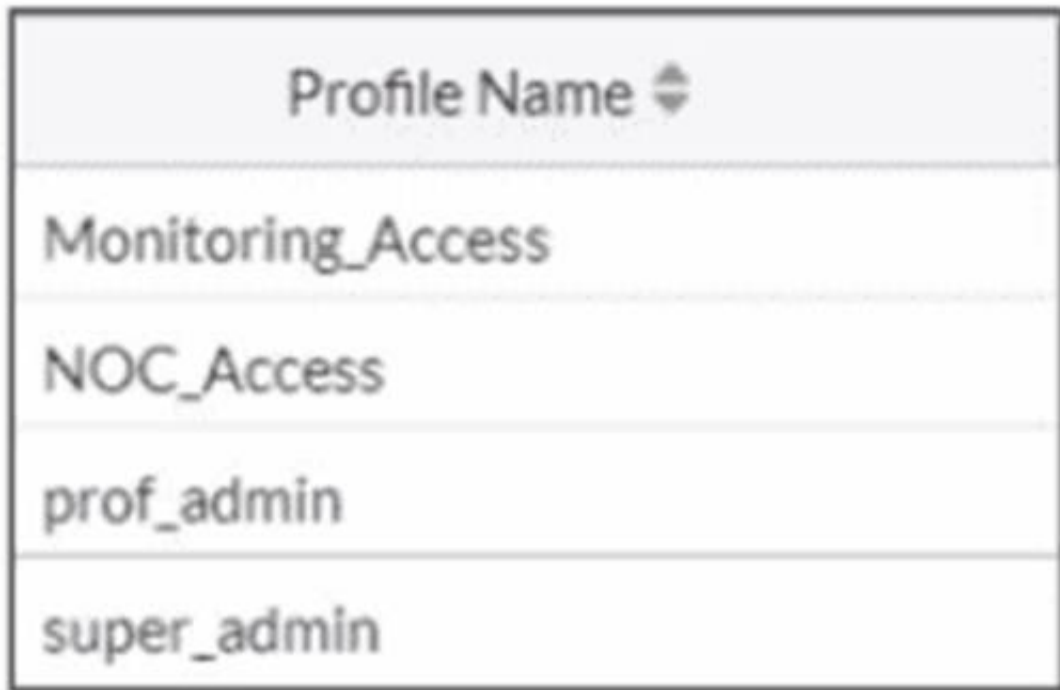 Profile Name
Monitoring_Access
NOC_Access
prof_admin
super_admin